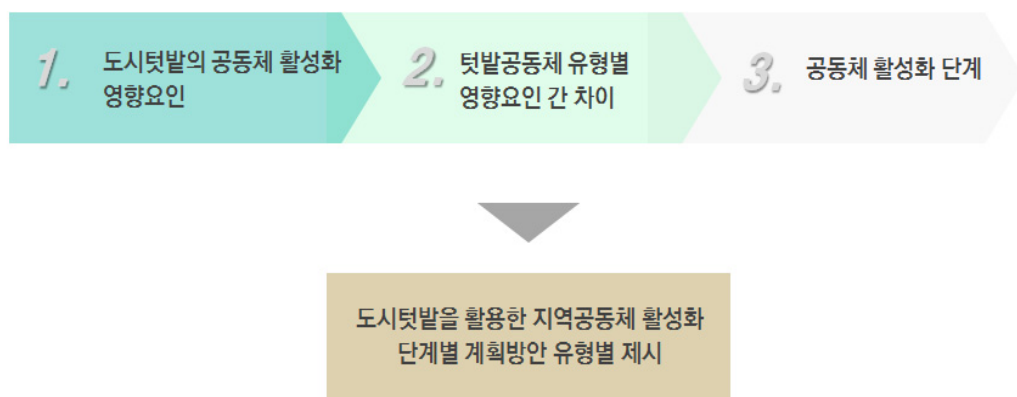 1. 도시텃밭의 공동체 활성화
영향요인
2. 텃밭공동체 유형별
영향요인 간 차이
3. 공동체 활성화 단계
도시텃밭을 활용한 지역공동체 활성화
단계별 계획방안 유형별 제시